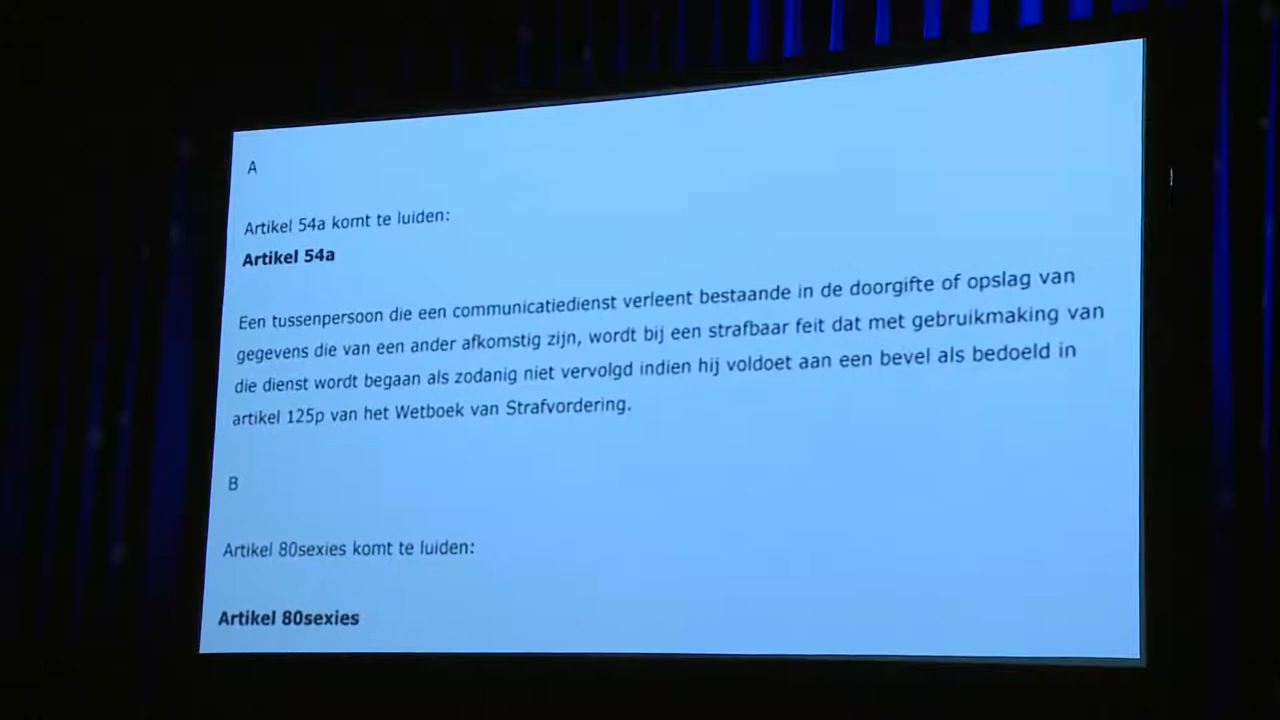 A
Artikel 54a komt te luiden:
Artikel 54a
Een tussenpersoon die een communicatiedienst verleent bestaande in de doorgifte of opslag van
gegevens die van een ander afkomstig zijn, wordt bij een strafbaar feit dat met gebruikmaking van
die dienst wordt begaan als zodanig niet vervolgd indien hij voldoet aan een bevel als bedoeld in
artikel 125p van het Wetboek van Strafvordering.
B
Artikel 80sexies komt te luiden:
Artikel 80sexies